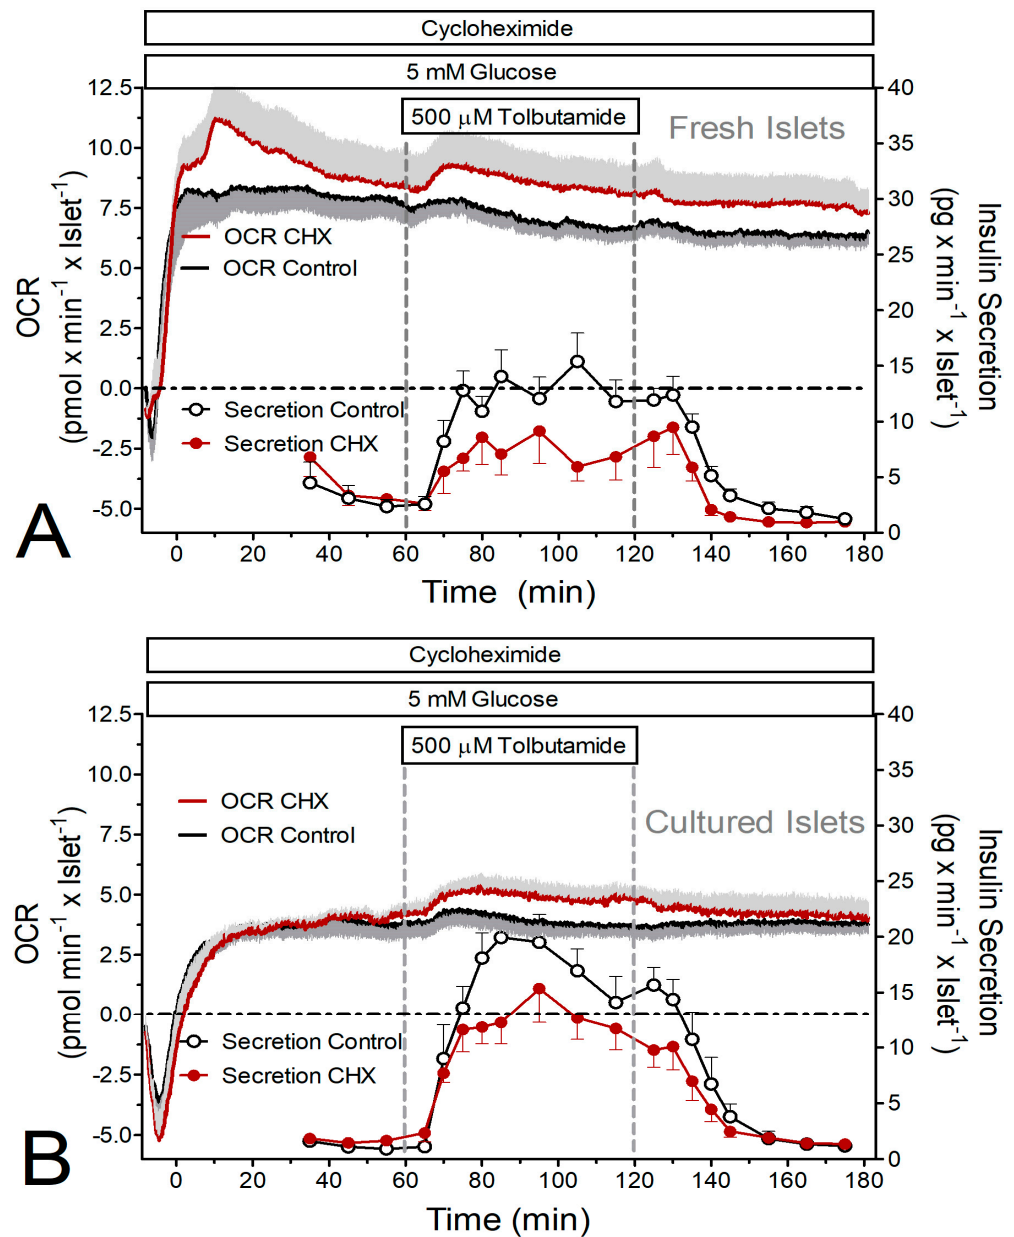 Cycloheximide
5 mM Glucose
500 μM Tolbutamide
Fresh Islets
12.5
10.0
7.5
5.0
2.5
0.0
-2.5
-5.0
OCR
(pmol x min⁻¹ x Islet⁻¹)
40
35
30
25
20
15
10
5
0
Insulin Secretion
(pg x min⁻¹ x Islet⁻¹)
OCR CHX
OCR Control
Secretion Control
Secretion CHX
A
0 20 40 60 80 100 120 140 160 180
Time (min)
Cycloheximide
5 mM Glucose
500 μM Tolbutamide
Cultured Islets
12.5
10.0
7.5
5.0
2.5
0.0
-2.5
-5.0
OCR
(pmol min⁻¹ x Islet⁻¹)
40
35
30
25
20
15
10
5
0
Insulin Secretion
(pg x min⁻¹ x Islet⁻¹)
OCR CHX
OCR Control
Secretion Control
Secretion CHX
B
0 20 40 60 80 100 120 140 160 180
Time (min)